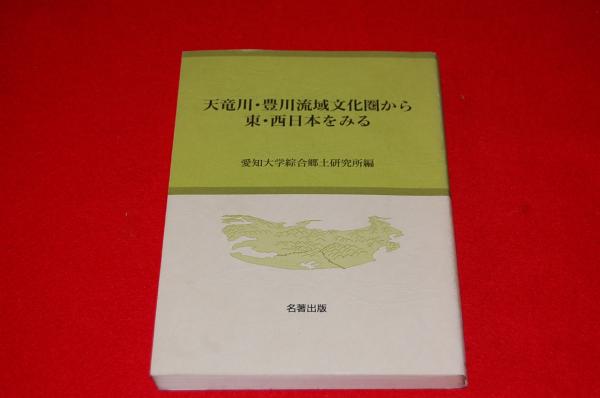 天竜川・豊川流域文化圏から
東・西日本をみる
愛知大学綜合郷土研究所編
名著出版